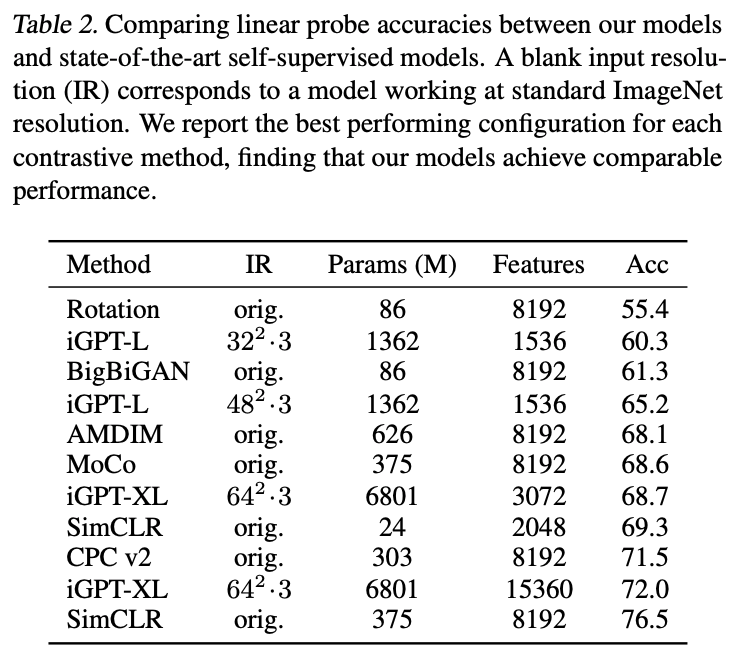 Table 2. Comparing linear probe accuracies between our models
and state-of-the-art self-supervised models. A blank input resolu-
tion (IR) corresponds to a model working at standard ImageNet
resolution. We report the best performing configuration for each
contrastive method, finding that our models achieve comparable
performance.
Method IR Params (M) Features Acc
Rotation orig. 86 8192 55.4
iGPT-L 32²·3 1362 1536 60.3
BigBiGAN orig. 86 8192 61.3
iGPT-L 48²·3 1362 1536 65.2
AMDIM orig. 626 8192 68.1
MoCo orig. 375 8192 68.6
iGPT-XL 64²·3 6801 3072 68.7
SimCLR orig. 24 2048 69.3
CPC v2 orig. 303 8192 71.5
iGPT-XL 64²·3 6801 15360 72.0
SimCLR orig. 375 8192 76.5